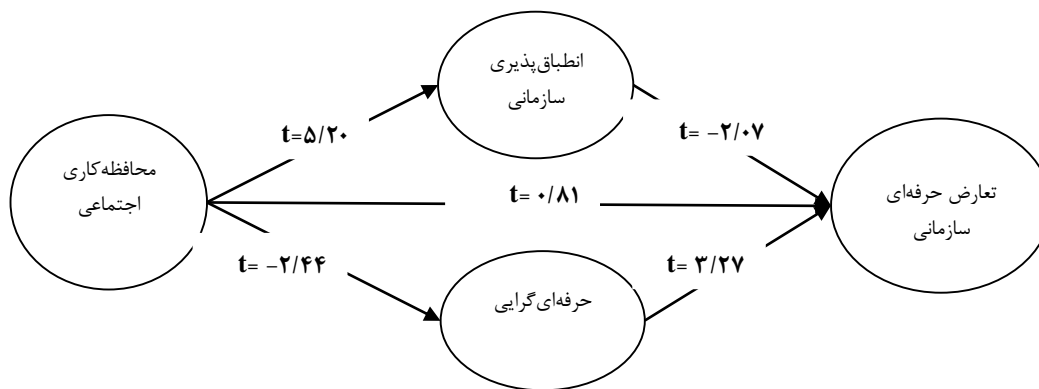 انطباق‌پذیری
سازمانی
t=۵/۲۰
t= -۲/۰۷
محافظه‌کاری
اجتماعی
t= ۰/۸۱
تعارض حرفه‌ای
سازمانی
t= -۲/۴۴
t= ۳/۲۷
حرفه‌ای‌گرایی